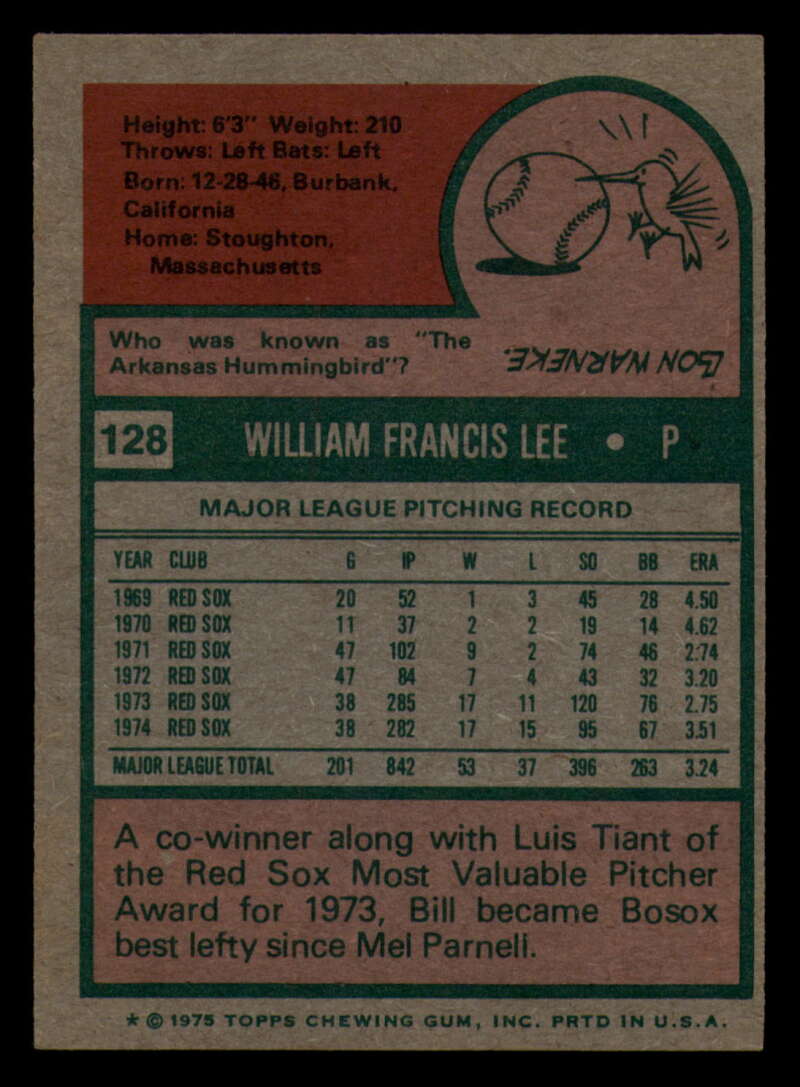 Height: 6'3" Weight: 210
Throws: Left Bats: Left
Born: 12-28-46, Burbank,
California
Home: Stoughton,
Massachusetts
Who was known as "The
Arkansas Hummingbird"?
LON WARNEKE.
128 WILLIAM FRANCIS LEE • P
MAJOR LEAGUE PITCHING RECORD
YEAR CLUB G IP W L SO BB ERA
1969 RED SOX 20 52 1 3 45 28 4.50
1970 RED SOX 11 37 2 2 19 14 4.62
1971 RED SOX 47 102 9 2 74 46 2.74
1972 RED SOX 47 84 7 4 43 32 3.20
1973 RED SOX 38 285 17 11 120 76 2.75
1974 RED SOX 38 282 17 15 95 67 3.51
MAJOR LEAGUE TOTAL 201 842 53 37 396 263 3.24
A co-winner along with Luis Tiant of
the Red Sox Most Valuable Pitcher
Award for 1973, Bill became Bosox
best lefty since Mel Parnell.
* © 1975 TOPPS CHEWING GUM, INC. PRTD IN U.S.A.